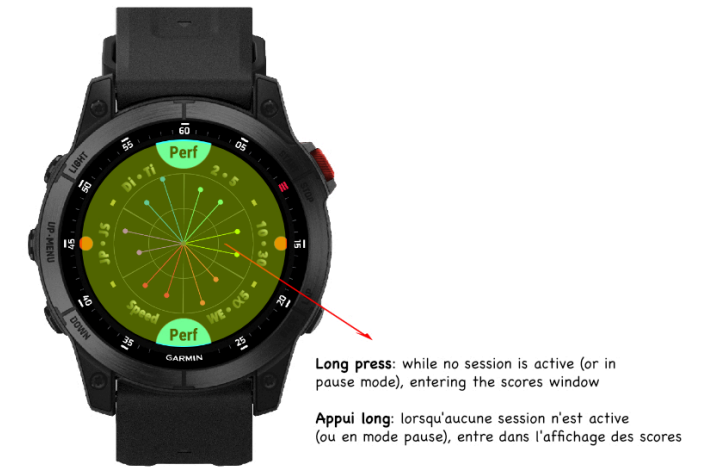 60
55
05
LIGHT
50
Perf
Di • Ti
2 • 5
UP·MENU
45
JP • JS
10 • 30
15
40
DOWN
Speed
WE • α5
20
35
Perf
25
GARMIN
Long press: while no session is active (or in
pause mode), entering the scores window
Appui long: lorsqu'aucune session n'est active
(ou en mode pause), entre dans l'affichage des scores